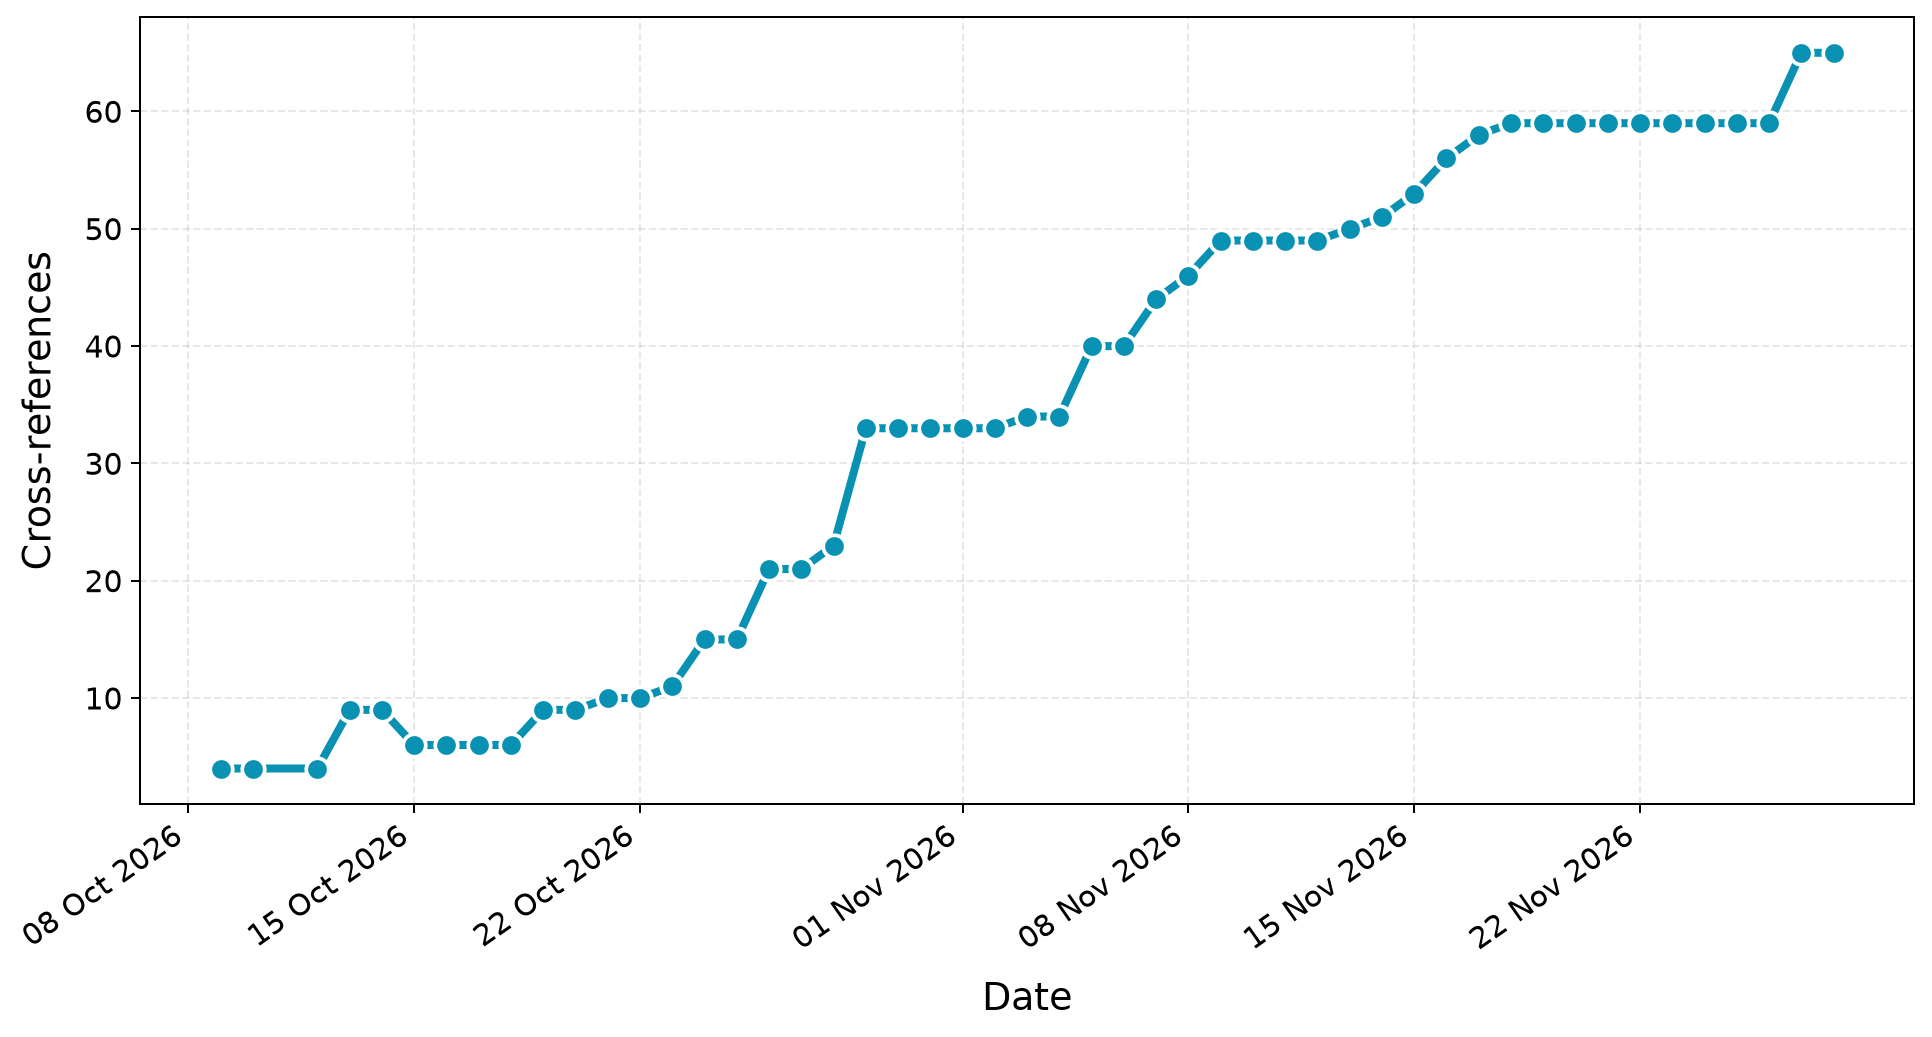 Cross-references
60
50
40
30
20
10
08 Oct 2026
15 Oct 2026
22 Oct 2026
01 Nov 2026
08 Nov 2026
15 Nov 2026
22 Nov 2026
Date